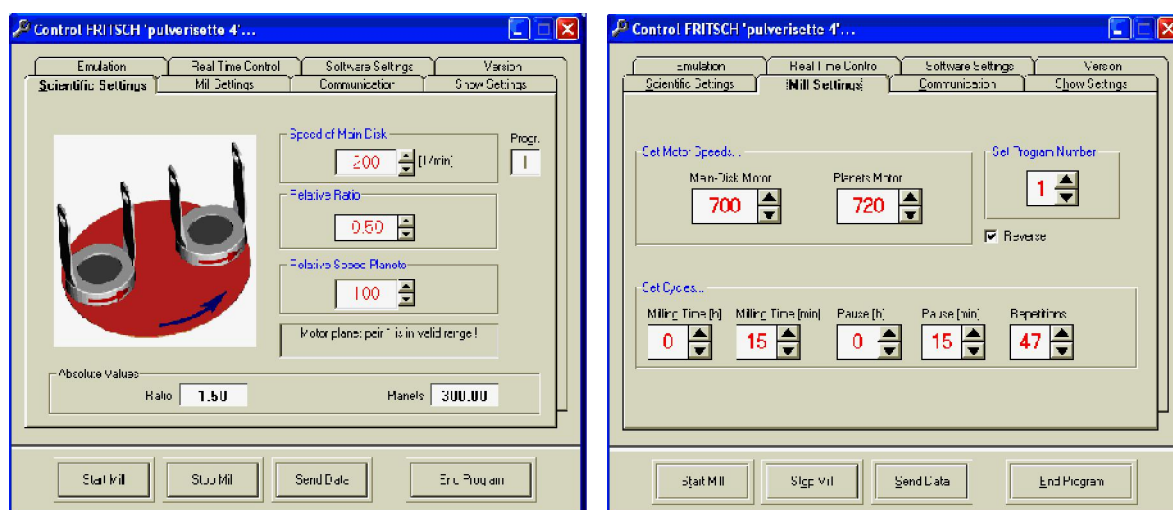 Control FRITSCH 'pulverisette 4'...
Emulation Real Time Control Software Settings Version
Scientific Settings Mill Settings Communication Show Settings
Speed of Main Disk
200 [1/min]
Progr.
1
Relative Ratio
0.50
Relative Speed Planets
100
Motor planet pair 1 is in valid range !
Absolute Values
Ratio 1.50 Planets 300.00
Start Mill Stop Mill Send Data End Program
Control FRITSCH 'pulverisette 4'...
Emulation Real Time Control Software Settings Version
Scientific Settings Mill Settings Communication Show Settings
Set Motor Speeds...
Main-Disk Motor Planets Motor
700 720
Set Program Number
1
Reverse
Set Cycles...
Milling Time [h] Milling Time [min] Pause [h] Pause [min] Repetitions
0 15 0 15 47
Start Mill Stop Mill Send Data End Program